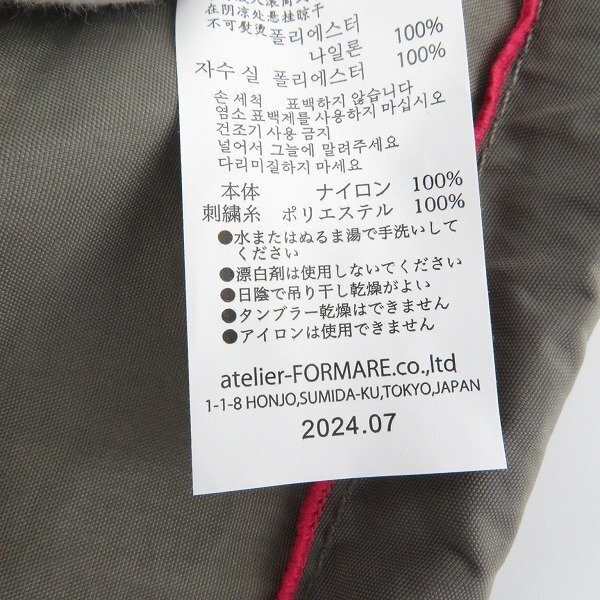 在阴凉处悬挂晾干
不可熨烫
폴리에스터 100%
나일론 100%
자수 실 폴리에스터
손 세척 표백하지 않습니다
염소 표백제를 사용하지 마십시오
건조기 사용 금지
널어서 그늘에 말려주세요
다리미질하지 마세요
本体 ナイロン 100%
刺繍糸 ポリエステル 100%
●水またはぬるま湯で手洗いして
ください
●漂白剤は使用しないでください
●日陰で吊り干し乾燥がよい
●タンブラー乾燥はできません
●アイロンは使用できません
atelier-FORMARE.co.,ltd
1-1-8 HONJO,SUMIDA-KU,TOKYO,JAPAN
2024.07